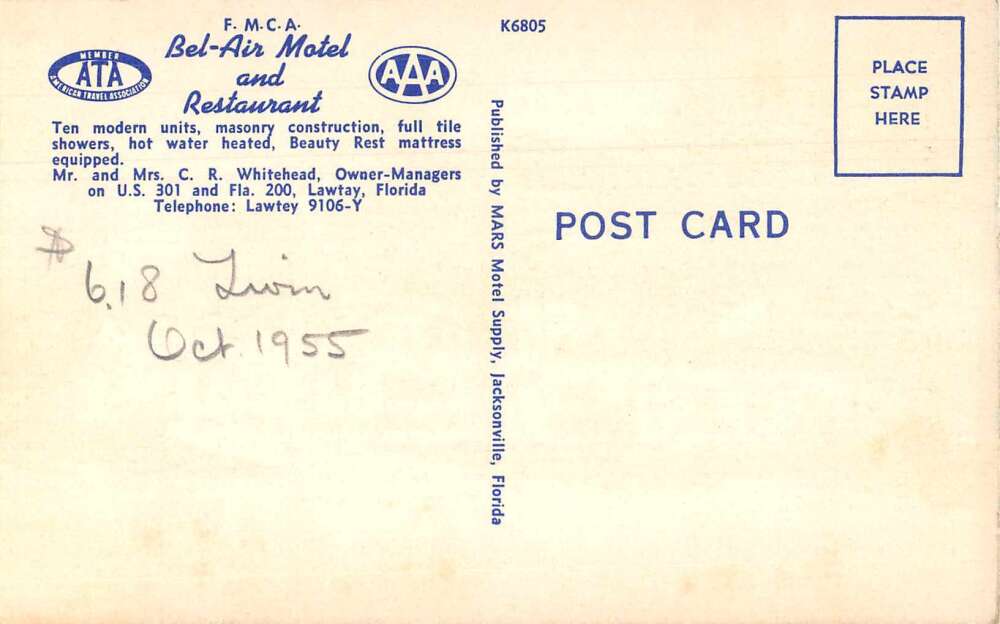 F. M. C. A.
Bel-Air Motel
and
Restaurant
MEMBER
ATA
AMERICAN TRAVEL ASSOCIATION
AAA
Ten modern units, masonry construction, full tile
showers, hot water heated, Beauty Rest mattress
equipped.
Mr. and Mrs. C. R. Whitehead, Owner-Managers
on U.S. 301 and Fla. 200, Lawtay, Florida
Telephone: Lawtey 9106-Y
$
6.18 Twin
Oct. 1955
K6805
Published by MARS Motel Supply, Jacksonville, Florida
PLACE
STAMP
HERE
POST CARD